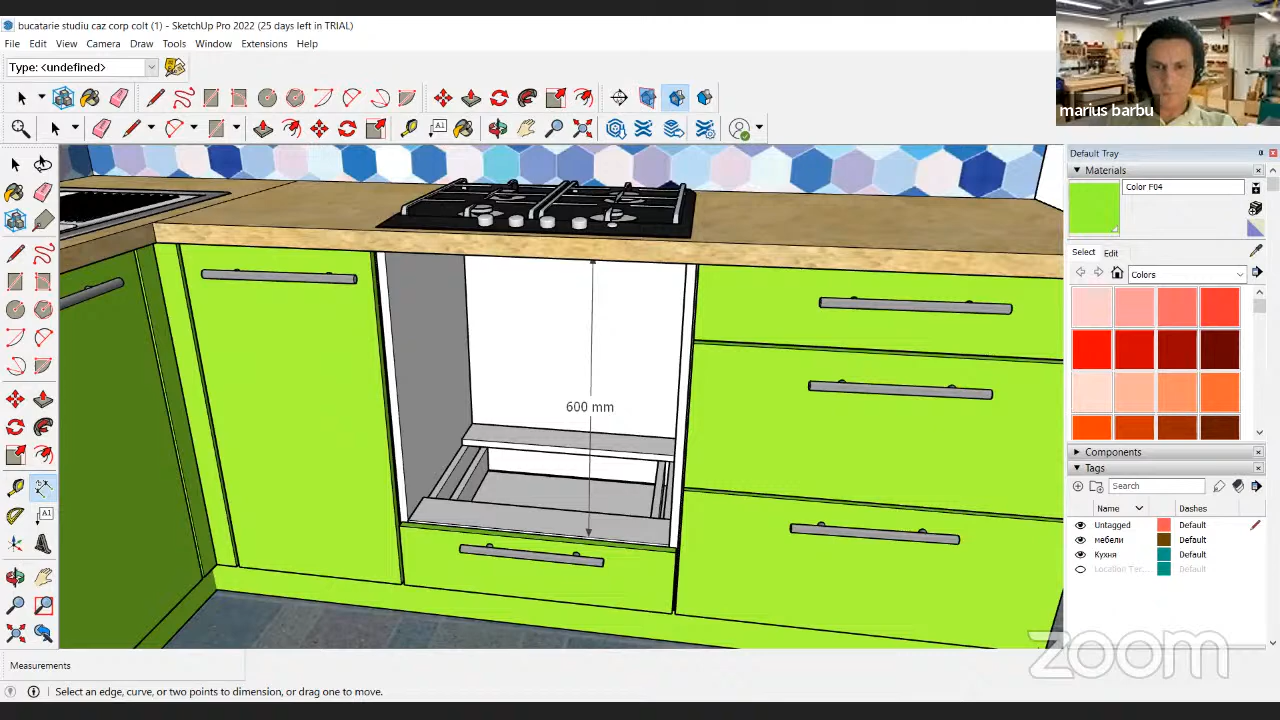 bucatarie studiu caz corp colt (1) - SketchUp Pro 2022 (25 days left in TRIAL)
File Edit View Camera Draw Tools Window Extensions Help
Type: <undefined>
marius barbu
A1
Default Tray
Materials
Color F04
Select Edit
Colors
600 mm
Components
Tags
Search
Name Dashes
Untagged Default
мебели Default
Кухня Default
Location Ter... Default
A1
zoom
Measurements
Select an edge, curve, or two points to dimension, or drag one to move.